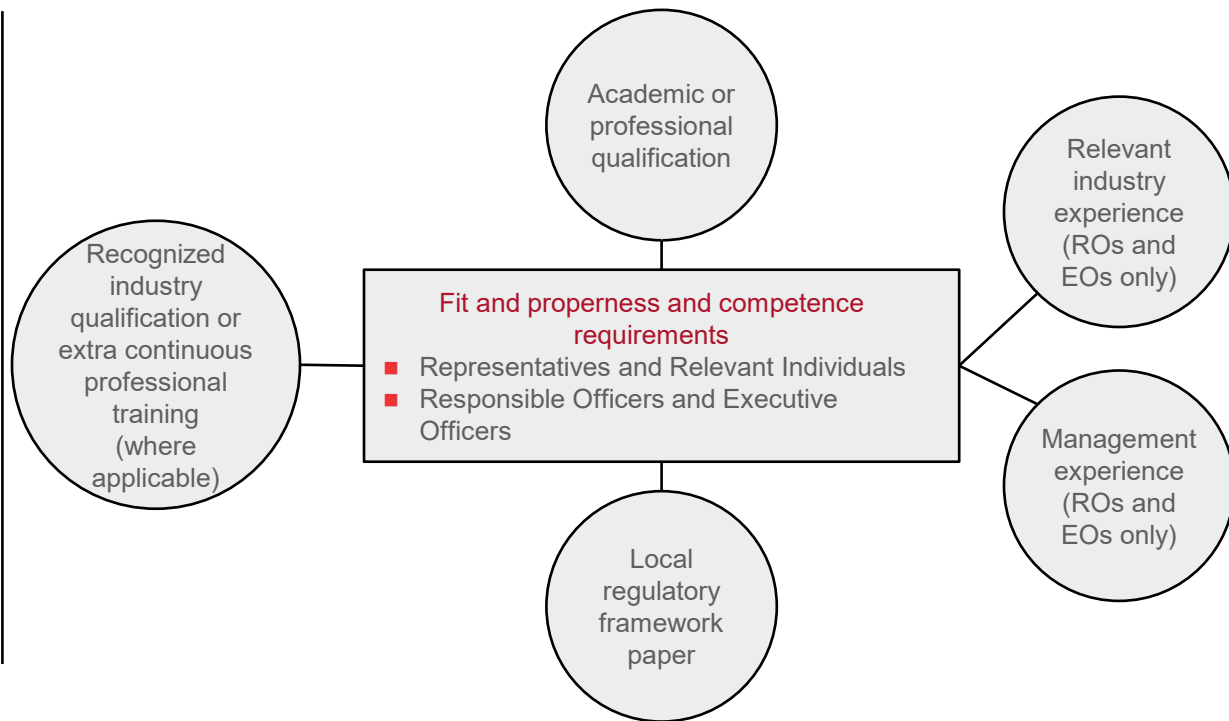 Academic or
professional
qualification
Relevant
industry
experience
(ROs and
EOs only)
Recognized
industry
qualification or
extra continuous
professional
training
(where
applicable)
Fit and properness and competence
requirements
Representatives and Relevant Individuals
Responsible Officers and Executive
Officers
Management
experience
(ROs and
EOs only)
Local
regulatory
framework
paper